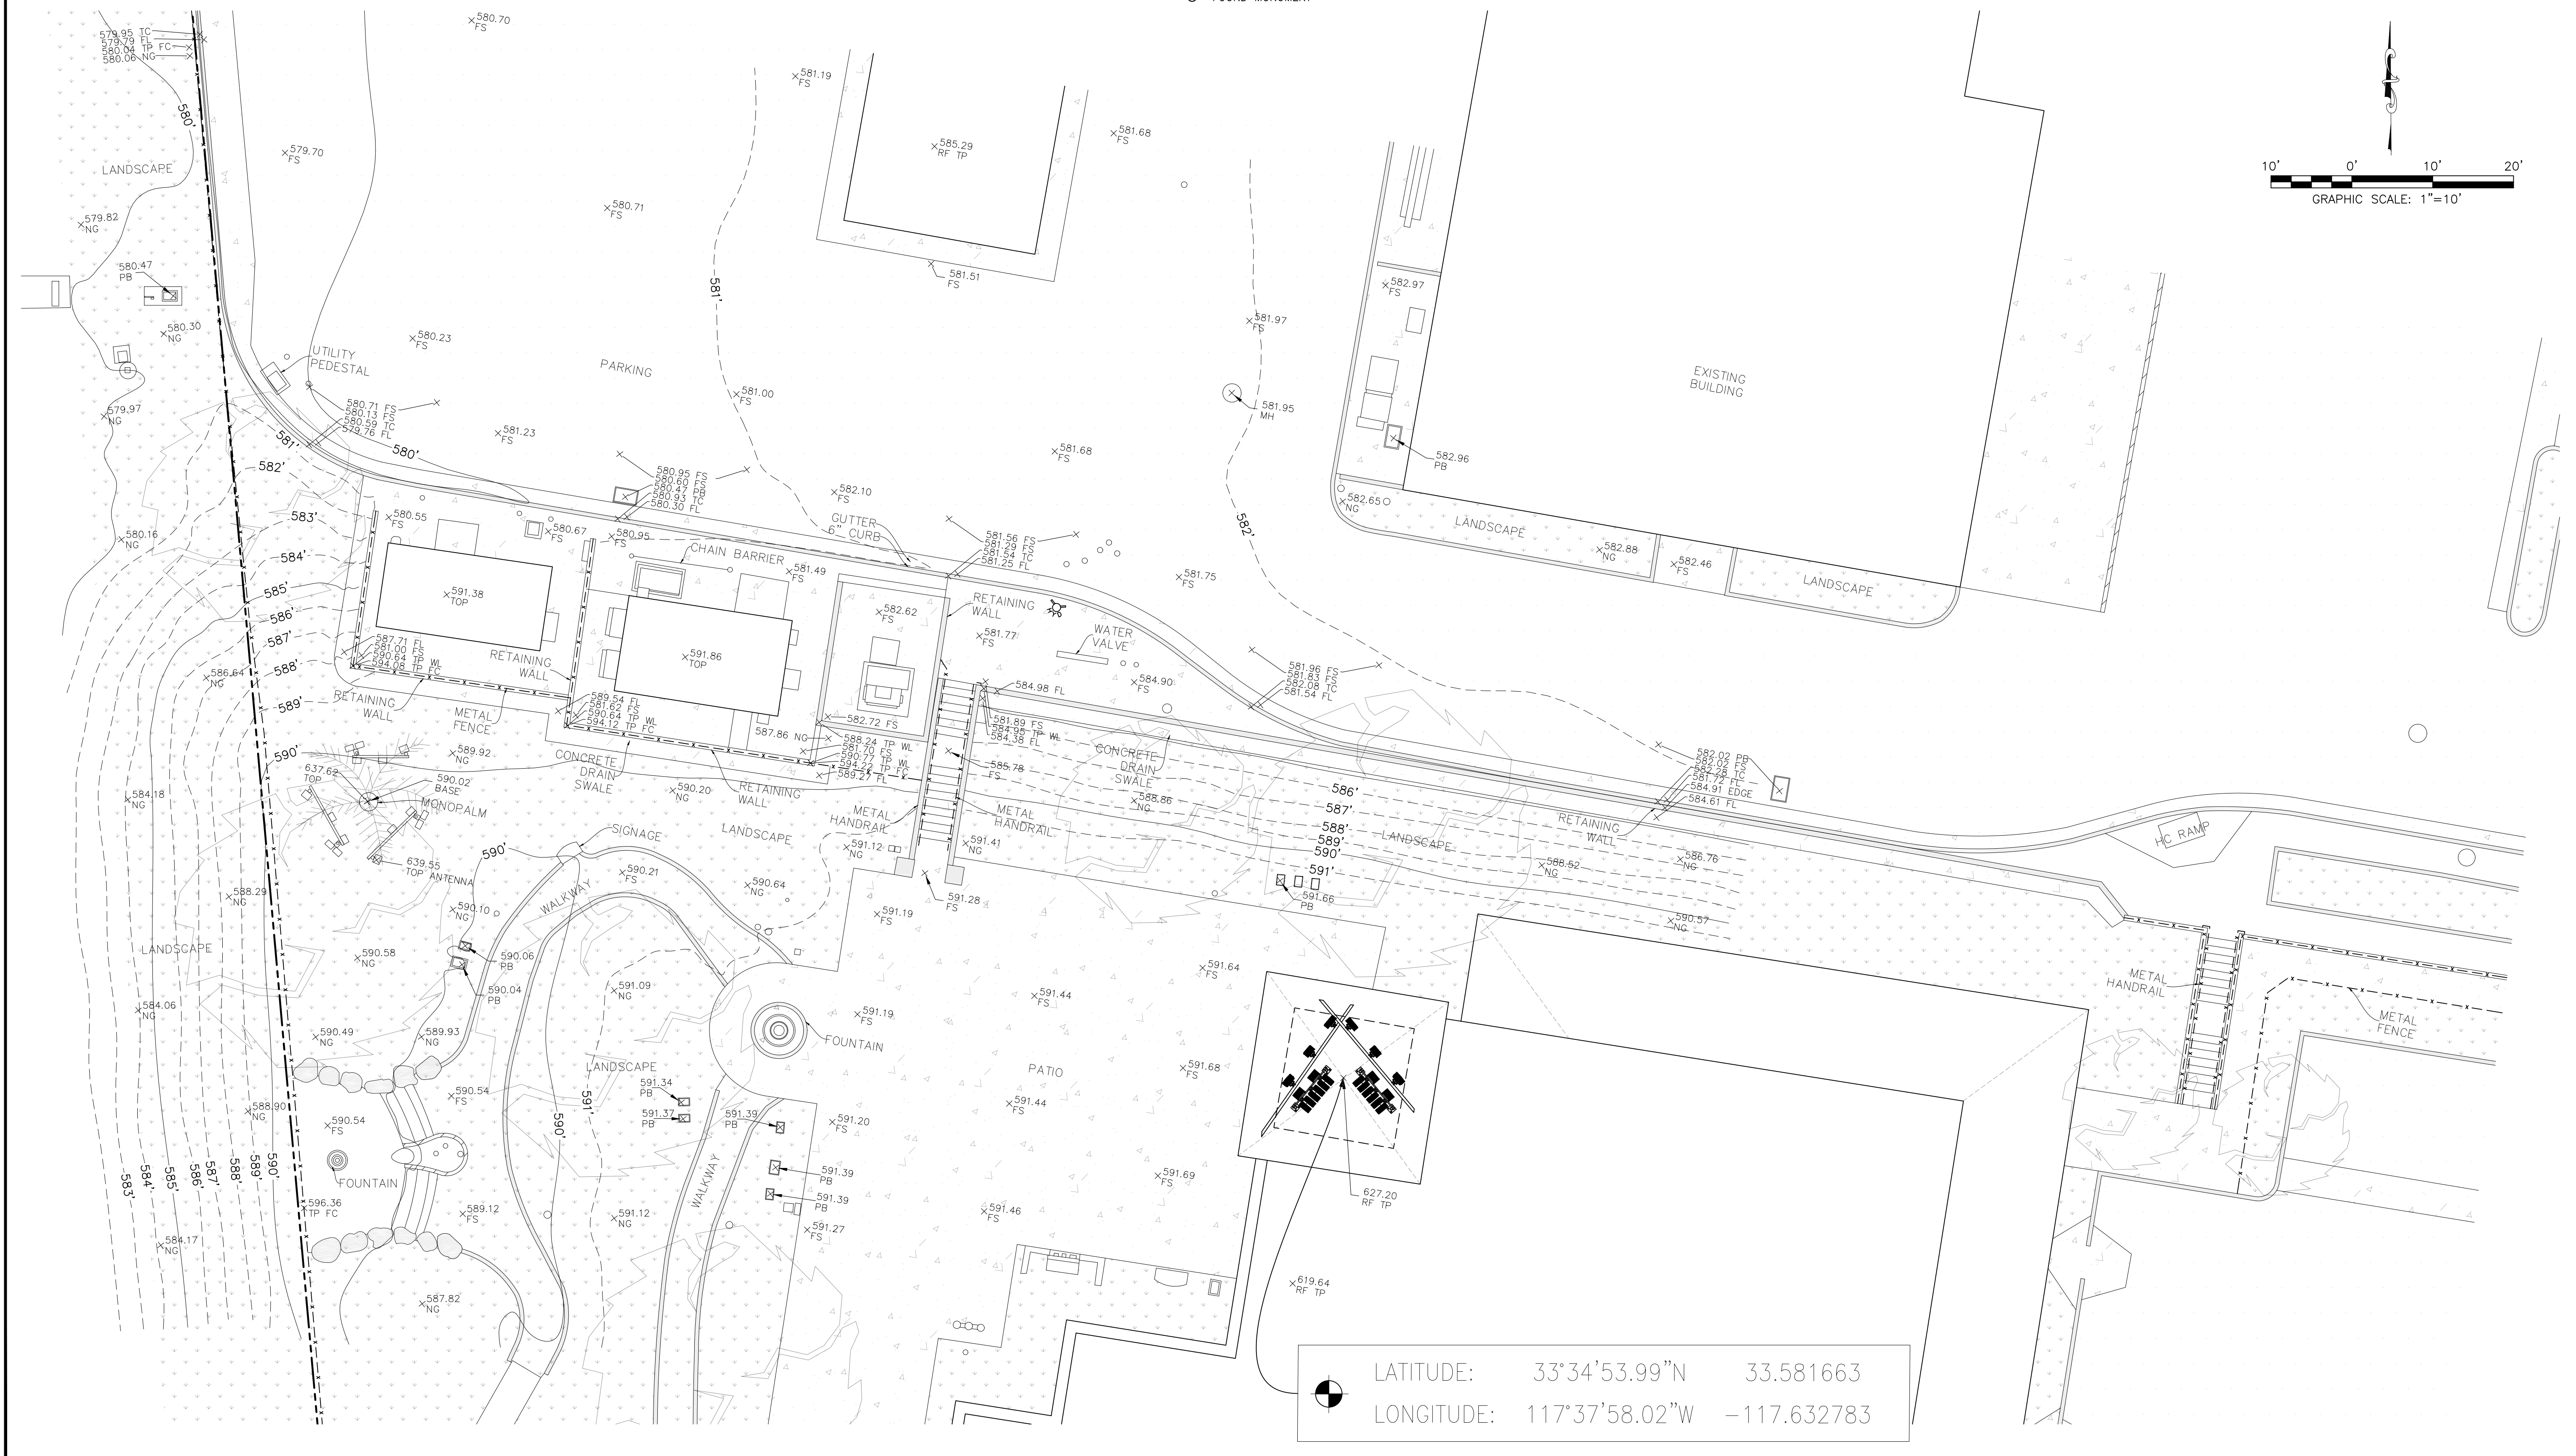 579.95 TC
579.79 FL
580.04 TP FC
580.06 NG
580.70
FS
581.19
FS
585.29
RF TP
581.68
FS
10' 0' 10' 20'
GRAPHIC SCALE: 1"=10'
580'
LANDSCAPE
579.70
FS
579.82
NG
580.71
FS
580.47
PB
581'
581.51
FS
582.97
FS
580.30
NG
580.23
FS
581.97
FS
UTILITY
PEDESTAL
PARKING
EXISTING
BUILDING
581.00
FS
581.95
MH
579.97
NG
580.71 FS
580.13 FS
580.59 TC
579.76 FL
581.23
FS
581'
580'
581.68
FS
582.96
PB
582'
580.95 FS
580.60 FS
580.47 PB
580.93 TC
580.30 FL
582.10
FS
582.65
NG
583'
580.55
FS
580.67
FS
580.95
FS
GUTTER
6" CURB
582'
LANDSCAPE
580.16
NG
584'
CHAIN BARRIER
581.56 FS
581.29 FS
581.54 TC
581.25 FL
582.88
NG
582.46
FS
LANDSCAPE
585'
591.38
TOP
581.49
FS
581.75
FS
586'
582.62
FS
RETAINING
WALL
587'
587.71 FL
581.00 FS
590.64 TP WL
594.08 TP FC
581.77
FS
WATER
VALVE
588'
RETAINING
WALL
591.86
TOP
586.64
NG
584.98 FL
584.90
FS
581.96 FS
581.83 FS
582.08 TC
581.54 FL
589'
RETAINING
WALL
METAL
FENCE
589.54 FL
581.62 FS
590.64 TP WL
594.12 TP FC
582.72 FS
587.86 NG
588.24 TP WL
581.70 FS
590.77 TP WL
594.22 TP FC
589.27 FL
581.89 FS
584.95 TP WL
584.38 FL
590'
589.92
NG
CONCRETE
DRAIN
SWALE
CONCRETE
DRAIN
SWALE
582.02 PB
582.02 FS
582.28 TC
581.72 FL
584.91 EDGE
584.61 FL
637.62
TOP
590.02
BASE
MONOPALM
585.78
FS
584.18
NG
590.20
NG
RETAINING
WALL
METAL
HANDRAIL
METAL
HANDRAIL
588.86
NG
586'
587'
588'
589'
590'
591'
LANDSCAPE
RETAINING
WALL
HC RAMP
SIGNAGE
LANDSCAPE
590'
591.12
NG
591.41
NG
639.55
TOP ANTENNA
590.21
FS
588.52
NG
586.76
NG
588.29
NG
590.64
NG
WALKWAY
591.28
FS
591.66
PB
590.10
NG
591.19
FS
590.57
NG
LANDSCAPE
590.58
NG
590.06
PB
590.04
PB
591.09
NG
591.64
FS
METAL
HANDRAIL
584.06
NG
591.44
FS
591.19
FS
METAL
FENCE
590.49
NG
589.93
NG
FOUNTAIN
LANDSCAPE
PATIO
591.68
FS
590.54
FS
591.34
PB
591.37
PB
591.39
PB
591'
590'
591.44
FS
588.90
NG
590.54
FS
591.20
FS
583'
584'
585'
586'
587'
588'
589'
590'
FOUNTAIN
WALKWAY
591.39
PB
591.39
PB
591.69
FS
627.20
RF TP
596.36
TP FC
589.12
FS
591.12
NG
591.27
FS
591.46
FS
584.17
NG
619.64
RF TP
587.82
NG
LATITUDE: 33°34'53.99"N 33.581663
LONGITUDE: 117°37'58.02"W -117.632783